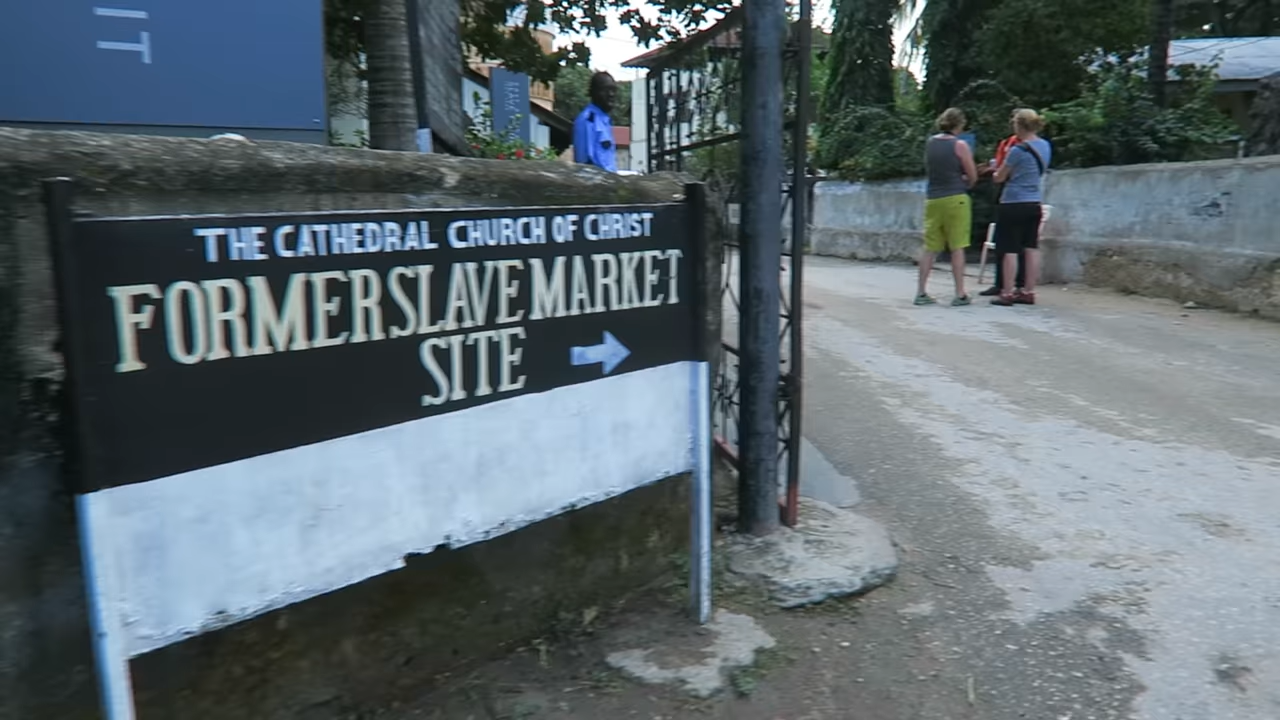 THE CATHEDRAL CHURCH OF CHRIST
FORMER SLAVE MARKET
SITE